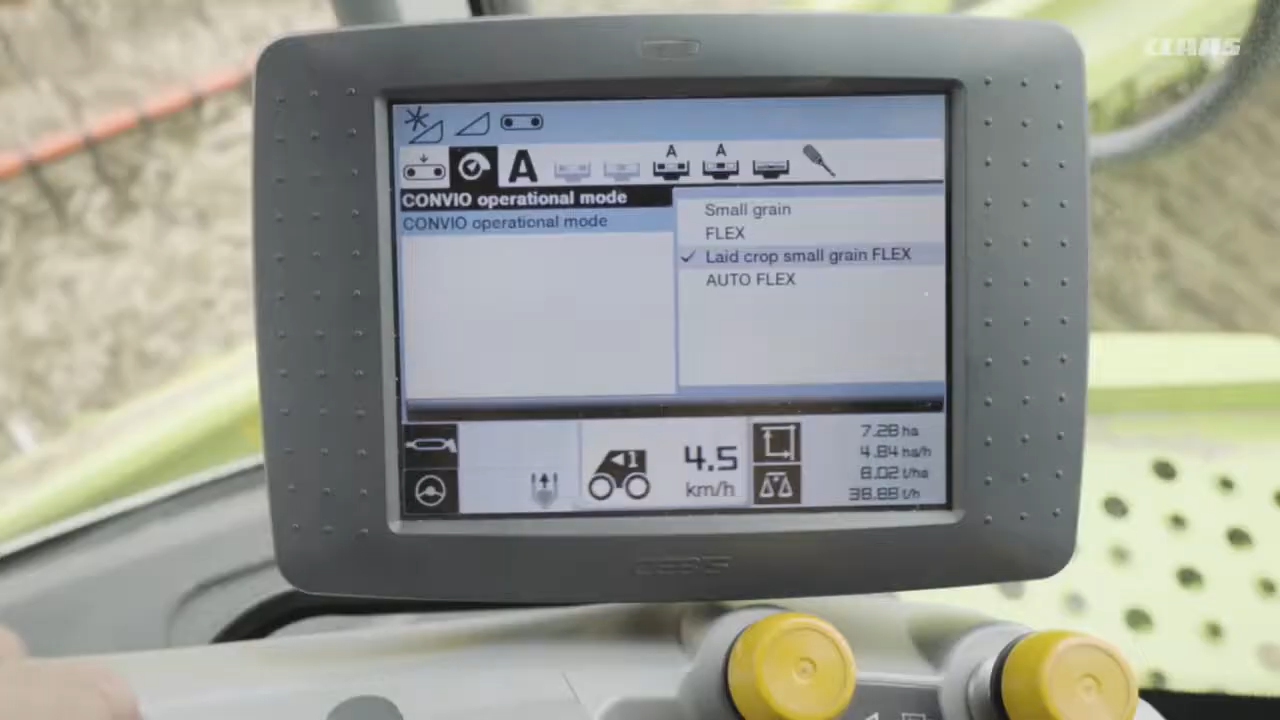 CLAAS
A
A
A
CONVIO operational mode
CONVIO operational mode
Small grain
FLEX
✓ Laid crop small grain FLEX
AUTO FLEX
1
4.5
km/h
7.28 ha
4.84 ha/h
8.02 t/ha
38.88 t/h